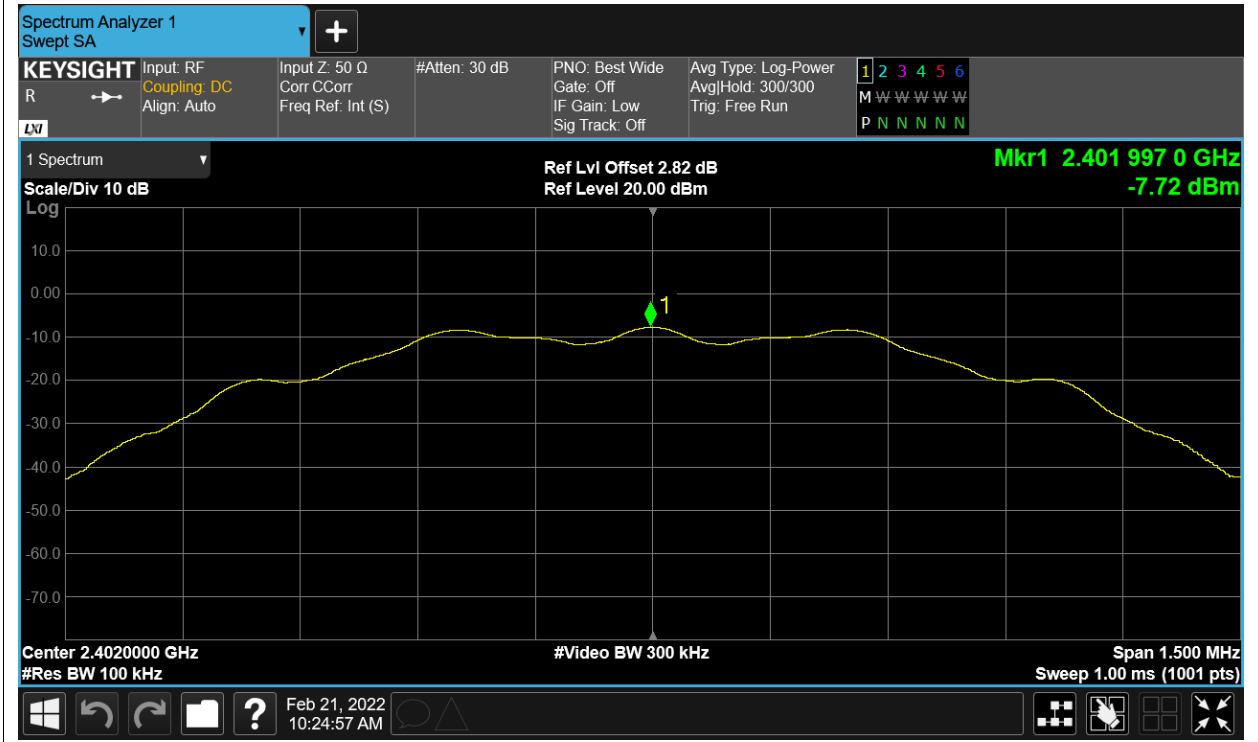 Spectrum Analyzer 1
Swept SA
KEYSIGHT
R
LXI
Input: RF
Coupling: DC
Align: Auto
Input Z: 50 Ω
Corr CCorr
Freq Ref: Int (S)
#Atten: 30 dB
PNO: Best Wide
Gate: Off
IF Gain: Low
Sig Track: Off
Avg Type: Log-Power
Avg|Hold: 300/300
Trig: Free Run
1 2 3 4 5 6
M W W W W W
P N N N N N
1 Spectrum
Scale/Div 10 dB
Log
Ref Lvl Offset 2.82 dB
Ref Level 20.00 dBm
Mkr1 2.401 997 0 GHz
-7.72 dBm
10.0
0.00
1
-10.0
-20.0
-30.0
-40.0
-50.0
-60.0
-70.0
Center 2.4020000 GHz
#Video BW 300 kHz
Span 1.500 MHz
#Res BW 100 kHz
Sweep 1.00 ms (1001 pts)
?
Feb 21, 2022
10:24:57 AM